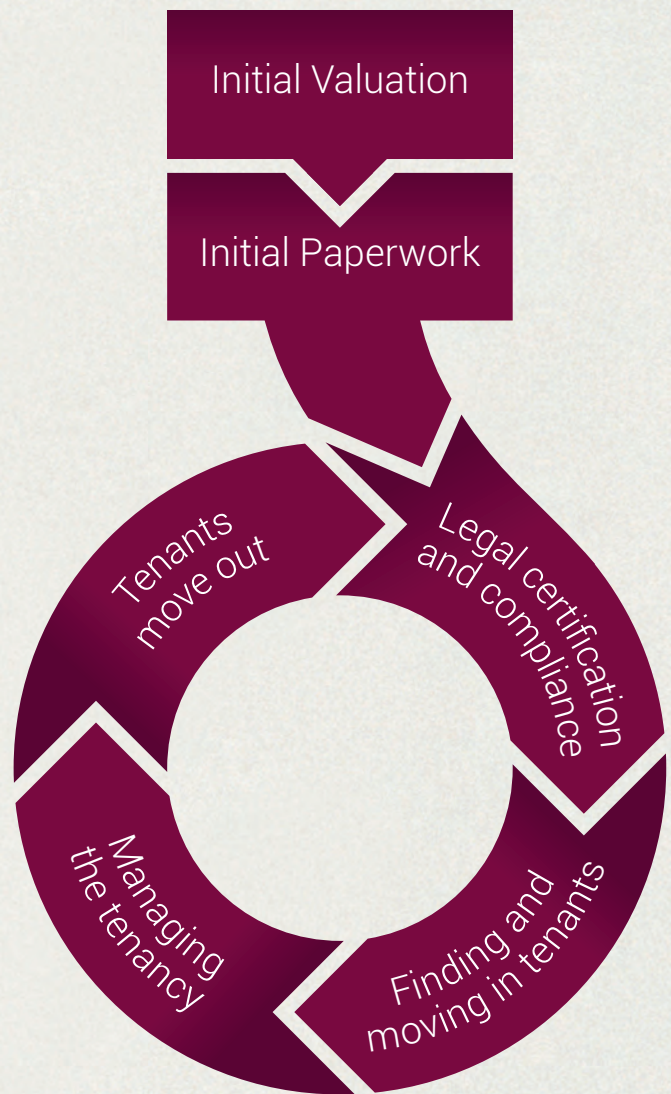 Initial Valuation
Initial Paperwork
Legal certification
and compliance
Finding and
moving in tenants
Managing
the tenancy
Tenants
move out